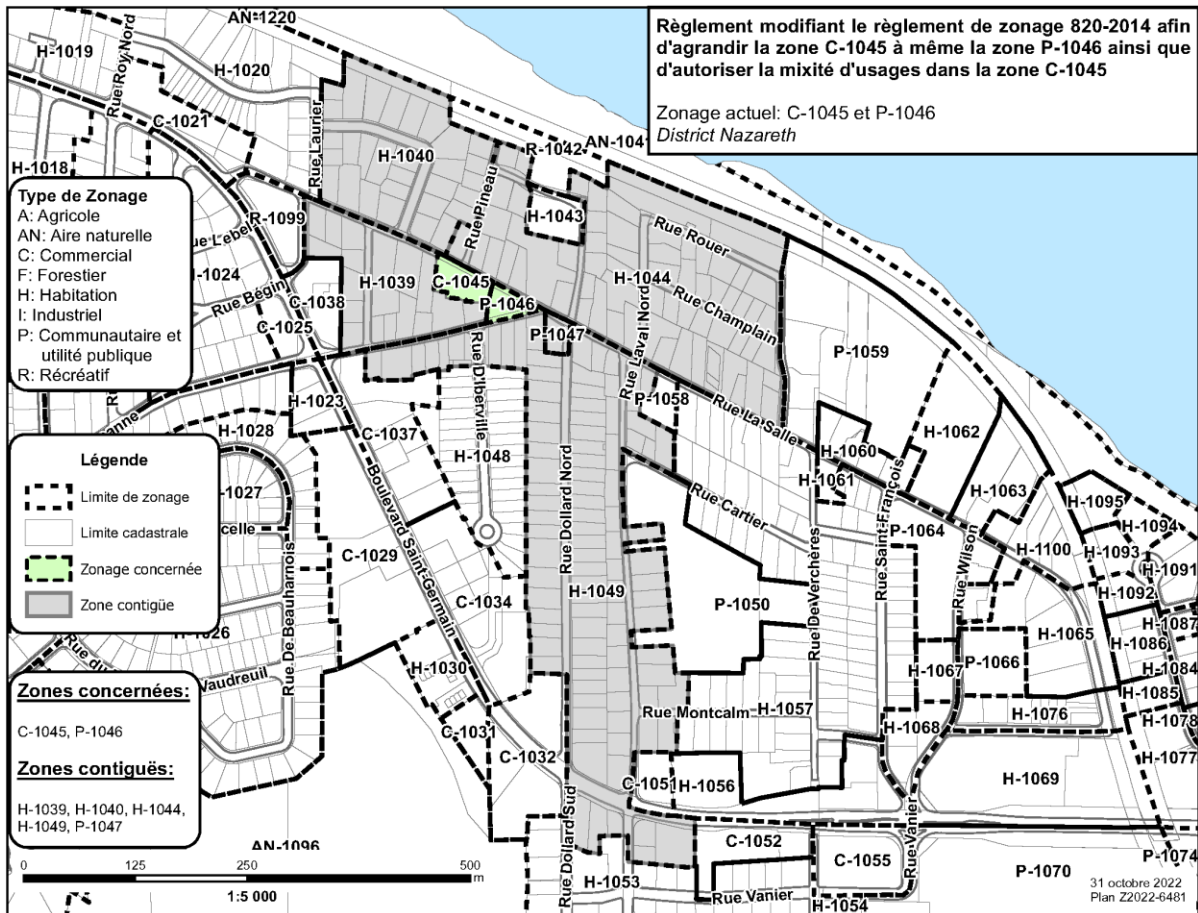 AN-1220
Règlement modifiant le règlement de zonage 820-2014 afin
d'agrandir la zone C-1045 à même la zone P-1046 ainsi que
d'autoriser la mixité d'usages dans la zone C-1045
Zonage actuel: C-1045 et P-1046
District Nazareth
H-1019
Rue Roy Nord
H-1020
C-1021
Rue Laurier
H-1018
H-1040
Rue Pineau
R-1042
H-1043
Type de Zonage
A: Agricole
AN: Aire naturelle
C: Commercial
F: Forestier
H: Habitation
I: Industriel
P: Communautaire et
utilité publique
R: Récréatif
R-1099
H-1039
C-1045
P-1046
P-1047
H-1044
Rue Rouer
Rue Champlain
Rue Laval Nord
Rue Bégin
C-1038
C-1025
P-1059
P-1058
Rue La Salle
H-1023
H-1028
C-1037
Rue D'Iberville
H-1048
Rue Dollard Nord
H-1060
H-1061
H-1062
H-1063
Rue Saint-François
Rue Cartier
P-1064
H-1095
H-1094
H-1093
H-1091
H-1092
H-1100
Légende
Limite de zonage
Limite cadastrale
Zonage concernée
Zone contigüe
Boulevard Saint-Germain
C-1029
C-1034
H-1049
P-1050
Rue De Verchères
Rue Wilson
H-1065
H-1087
H-1086
H-1084
H-1085
Rue De Beauharnois
Vaudreuil
H-1030
C-1031
C-1032
H-1067
P-1066
H-1068
H-1076
H-1078
H-1077
Rue Montcalm
H-1057
Zones concernées:
C-1045, P-1046
Zones contiguës:
H-1039, H-1040, H-1044,
H-1049, P-1047
C-1051
H-1056
H-1069
Rue Dollard Sud
Rue Vanier
C-1052
C-1055
P-1070
P-1074
AN-1096
H-1053
Rue Vanier
H-1054
0 125 250 500
m
1:5 000
31 octobre 2022
Plan Z2022-6481